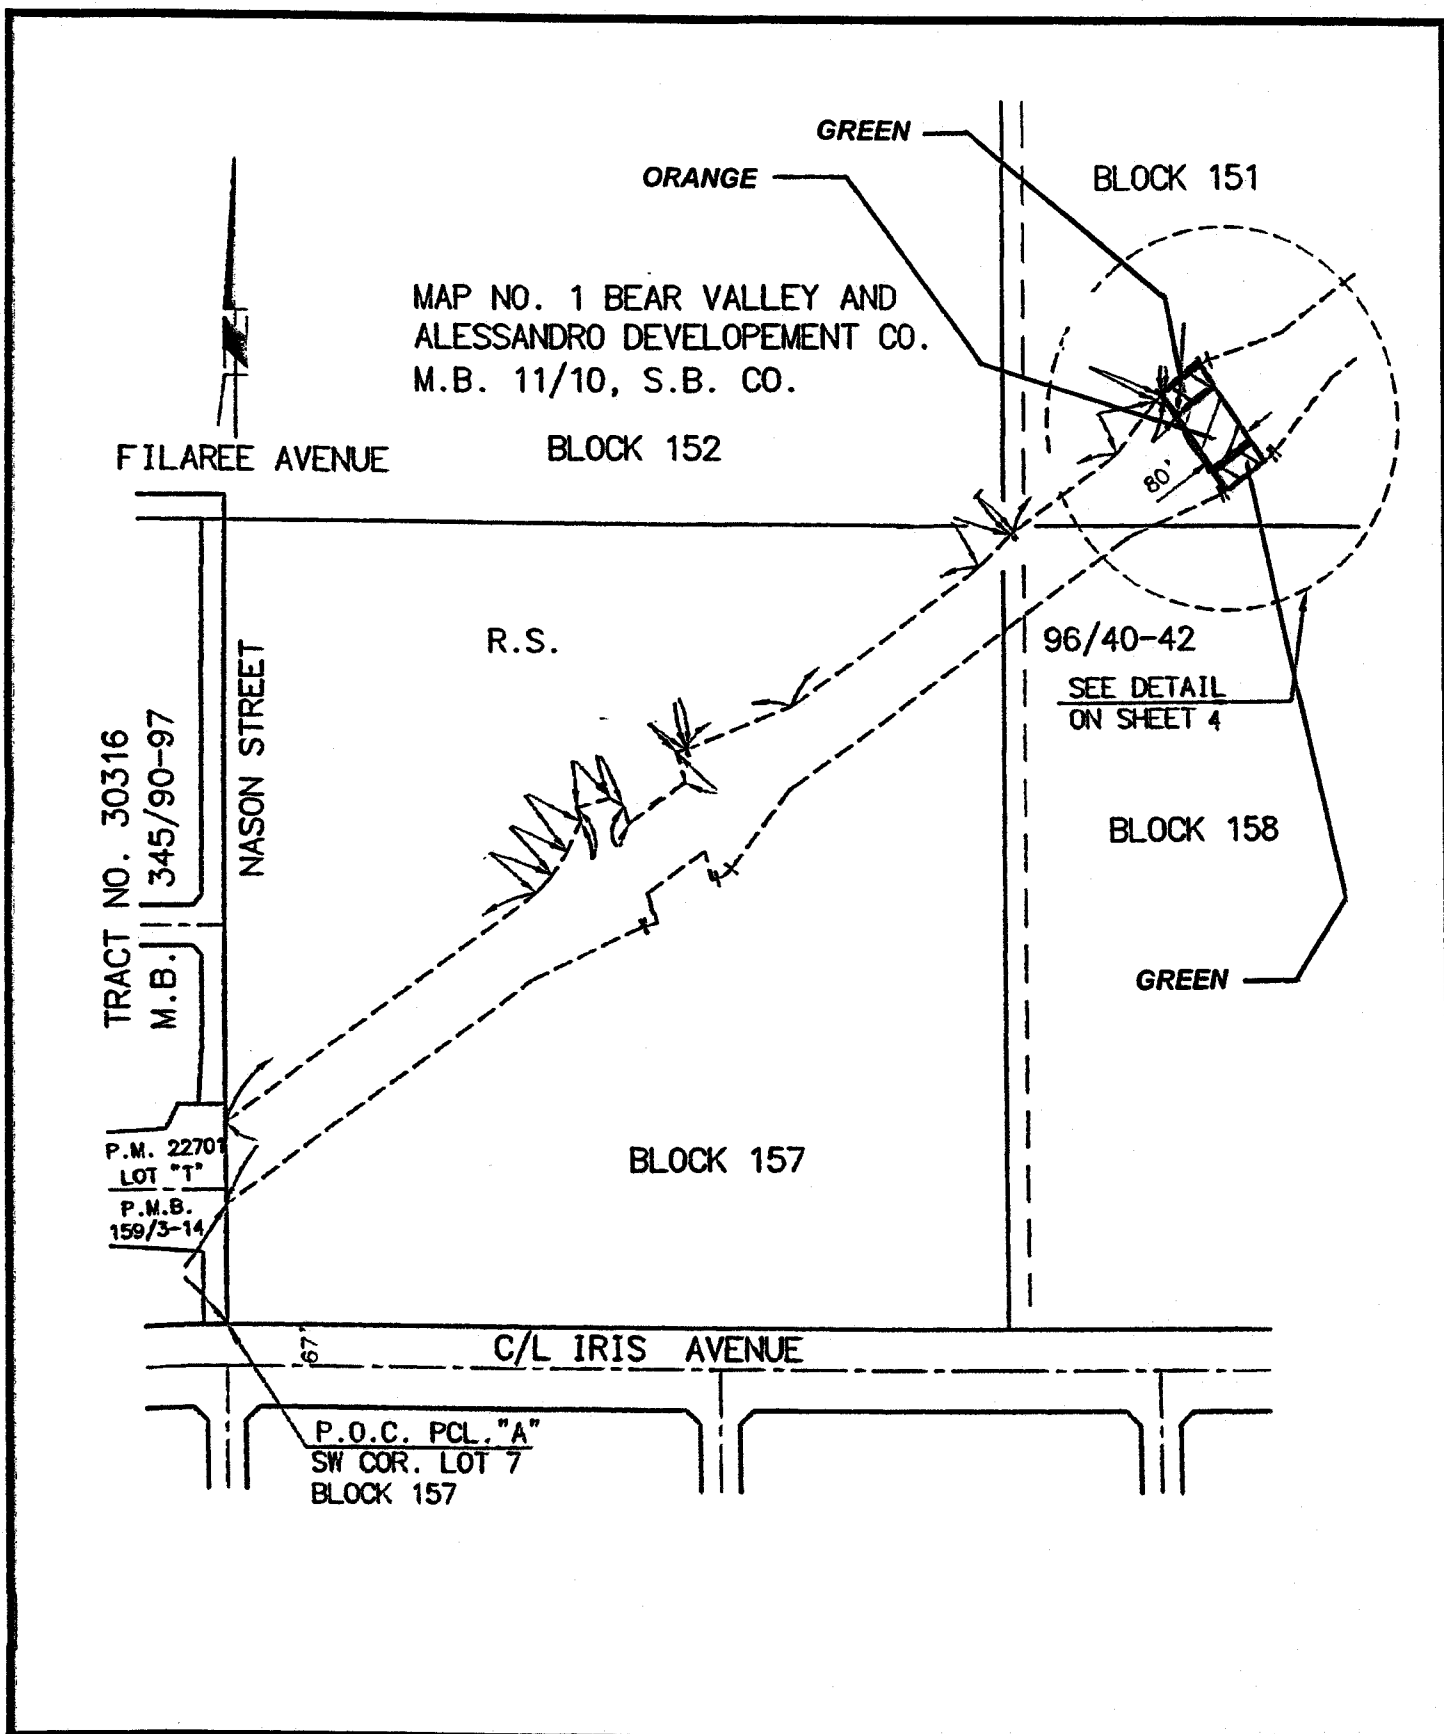 GREEN
ORANGE
BLOCK 151
MAP NO. 1 BEAR VALLEY AND
ALESSANDRO DEVELOPEMENT CO.
M.B. 11/10, S.B. CO.
FILAREE AVENUE
BLOCK 152
80'
R.S.
96/40-42
SEE DETAIL
ON SHEET 4
TRACT NO. 30316
M.B. 345/90-97
NASON STREET
BLOCK 158
GREEN
P.M. 22701
LOT "T"
P.M.B.
159/3-14
BLOCK 157
67'
C/L IRIS AVENUE
P.O.C. PCL. "A"
SW COR. LOT 7
BLOCK 157